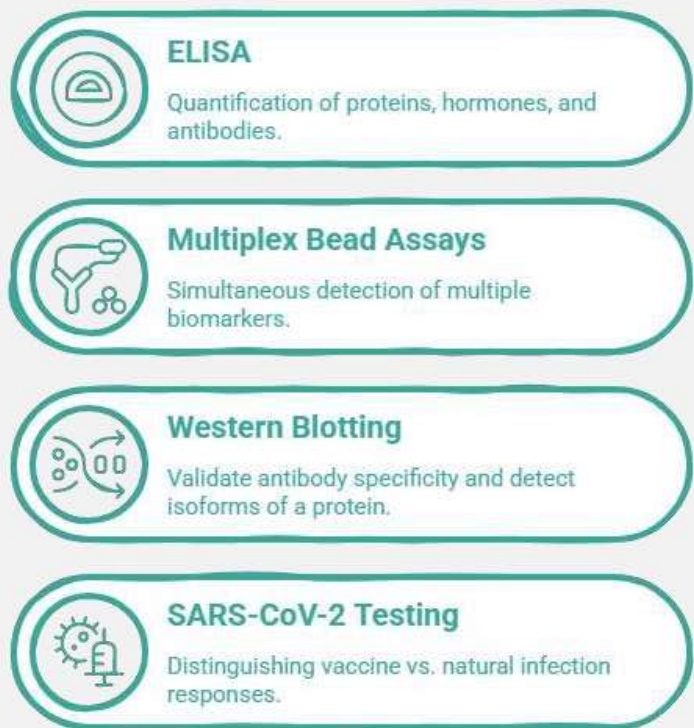 ELISA
Quantification of proteins, hormones, and
antibodies.
Multiplex Bead Assays
Simultaneous detection of multiple
biomarkers.
Western Blotting
Validate antibody specificity and detect
isoforms of a protein.
SARS-CoV-2 Testing
Distinguishing vaccine vs. natural infection
responses.